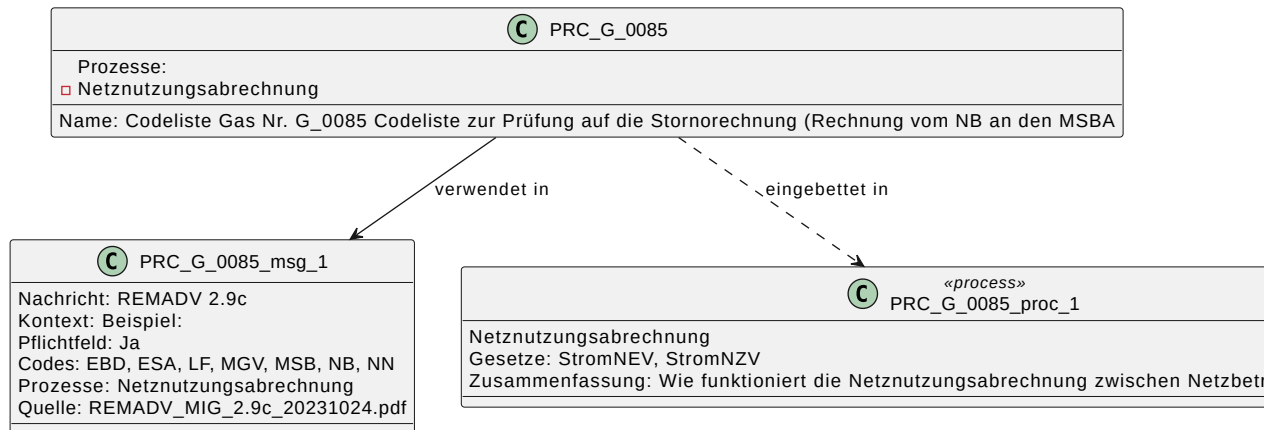 C PRC_G_0085
Prozesse:
Netznutzungsabrechnung
Name: Codeliste Gas Nr. G_0085 Codeliste zur Prüfung auf die Stornorechnung (Rechnung vom NB an den MSBA
verwendet in
eingebettet in
C PRC_G_0085_msg_1
Nachricht: REMADV 2.9c
Kontext: Beispiel:
Pflichtfeld: Ja
Codes: EBD, ESA, LF, MGV, MSB, NB, NN
Prozesse: Netznutzungsabrechnung
Quelle: REMADV_MIG_2.9c_20231024.pdf
«process»
C PRC_G_0085_proc_1
Netznutzungsabrechnung
Gesetze: StromNEV, StromNZV
Zusammenfassung: Wie funktioniert die Netznutzungsabrechnung zwischen Netzbetr